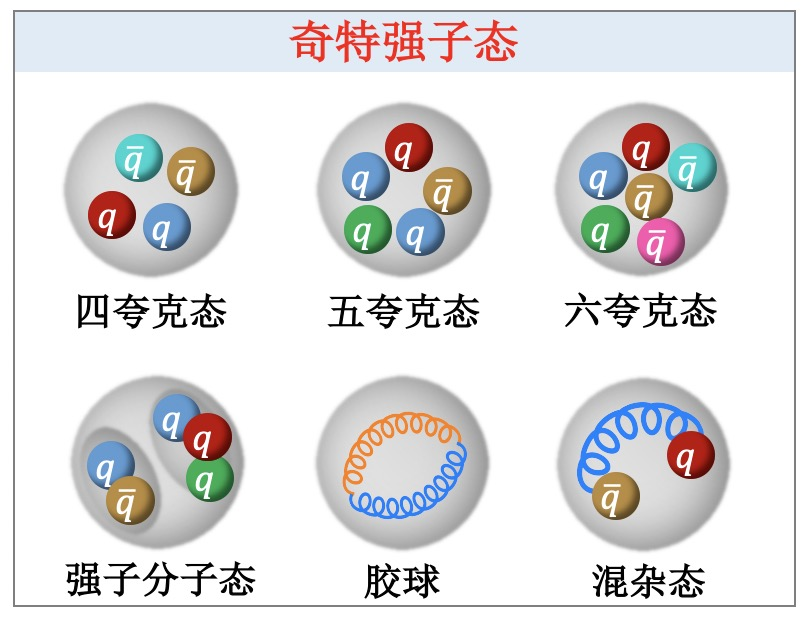 奇特强子态
q̄ q̄ q q
q q q̄ q q
q q q̄ q̄ q q̄
四夸克态 五夸克态 六夸克态
q q̄ q q q
q̄ q
强子分子态 胶球 混杂态